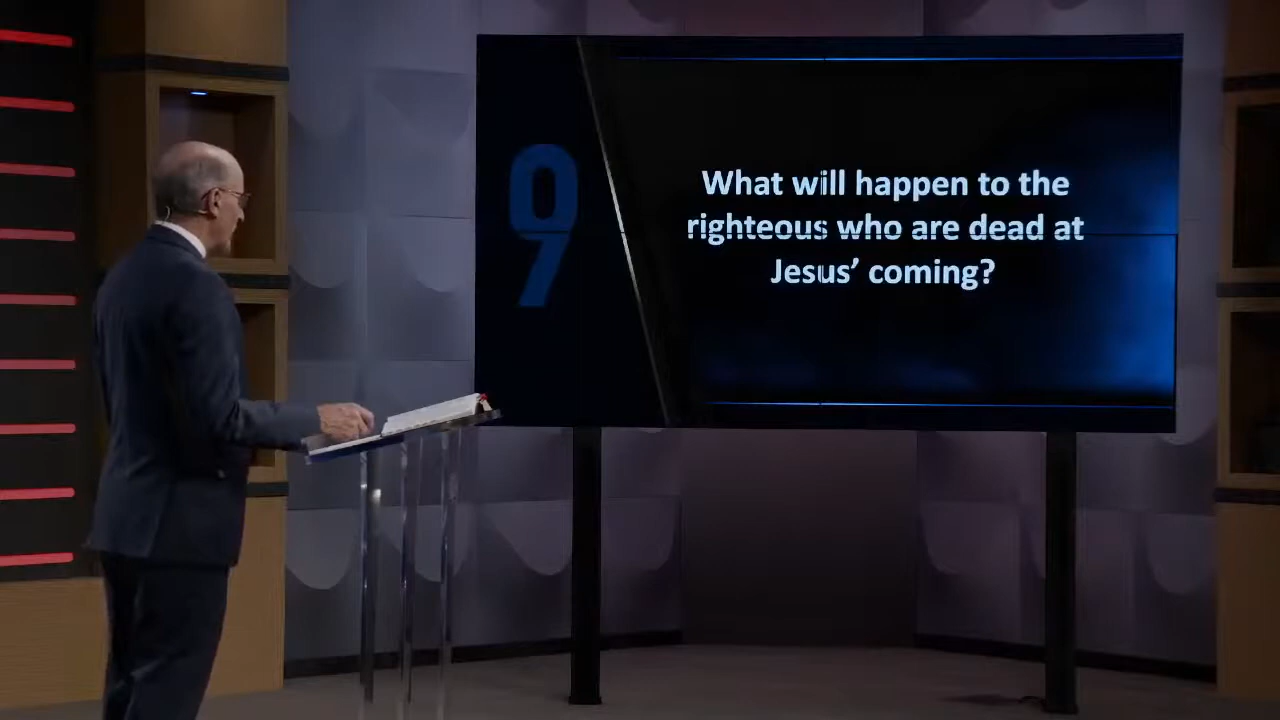 9
What will happen to the
righteous who are dead at
Jesus’ coming?